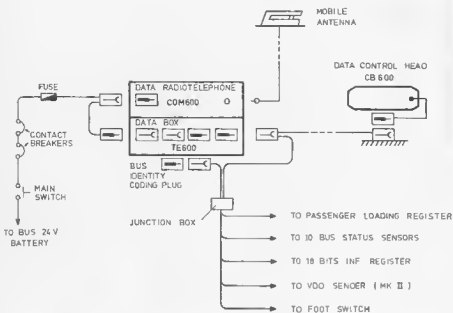 MOBILE
ANTENNA
DATA CONTROL HEAD
CB 600
FUSE
DATA RADIOTELEPHONE
COM600
DATA BOX
TE600
CONTACT
BREAKERS
BUS
IDENTITY
CODING PLUG
MAIN
SWITCH
JUNCTION BOX
TO BUS 24V
BATTERY
TO PASSENGER LOADING REGISTER
TO 10 BUS STATUS SENSORS
TO 18 BITS INF REGISTER
TO VDO SENDER (MK II)
TO FOOT SWITCH